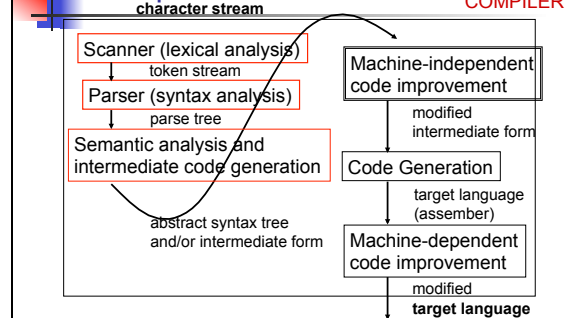 character stream
COMPILER
Scanner (lexical analysis)
token stream
Parser (syntax analysis)
parse tree
Semantic analysis and
intermediate code generation
abstract syntax tree
and/or intermediate form
Machine-independent
code improvement
modified
intermediate form
Code Generation
target language
(assember)
Machine-dependent
code improvement
modified
target language